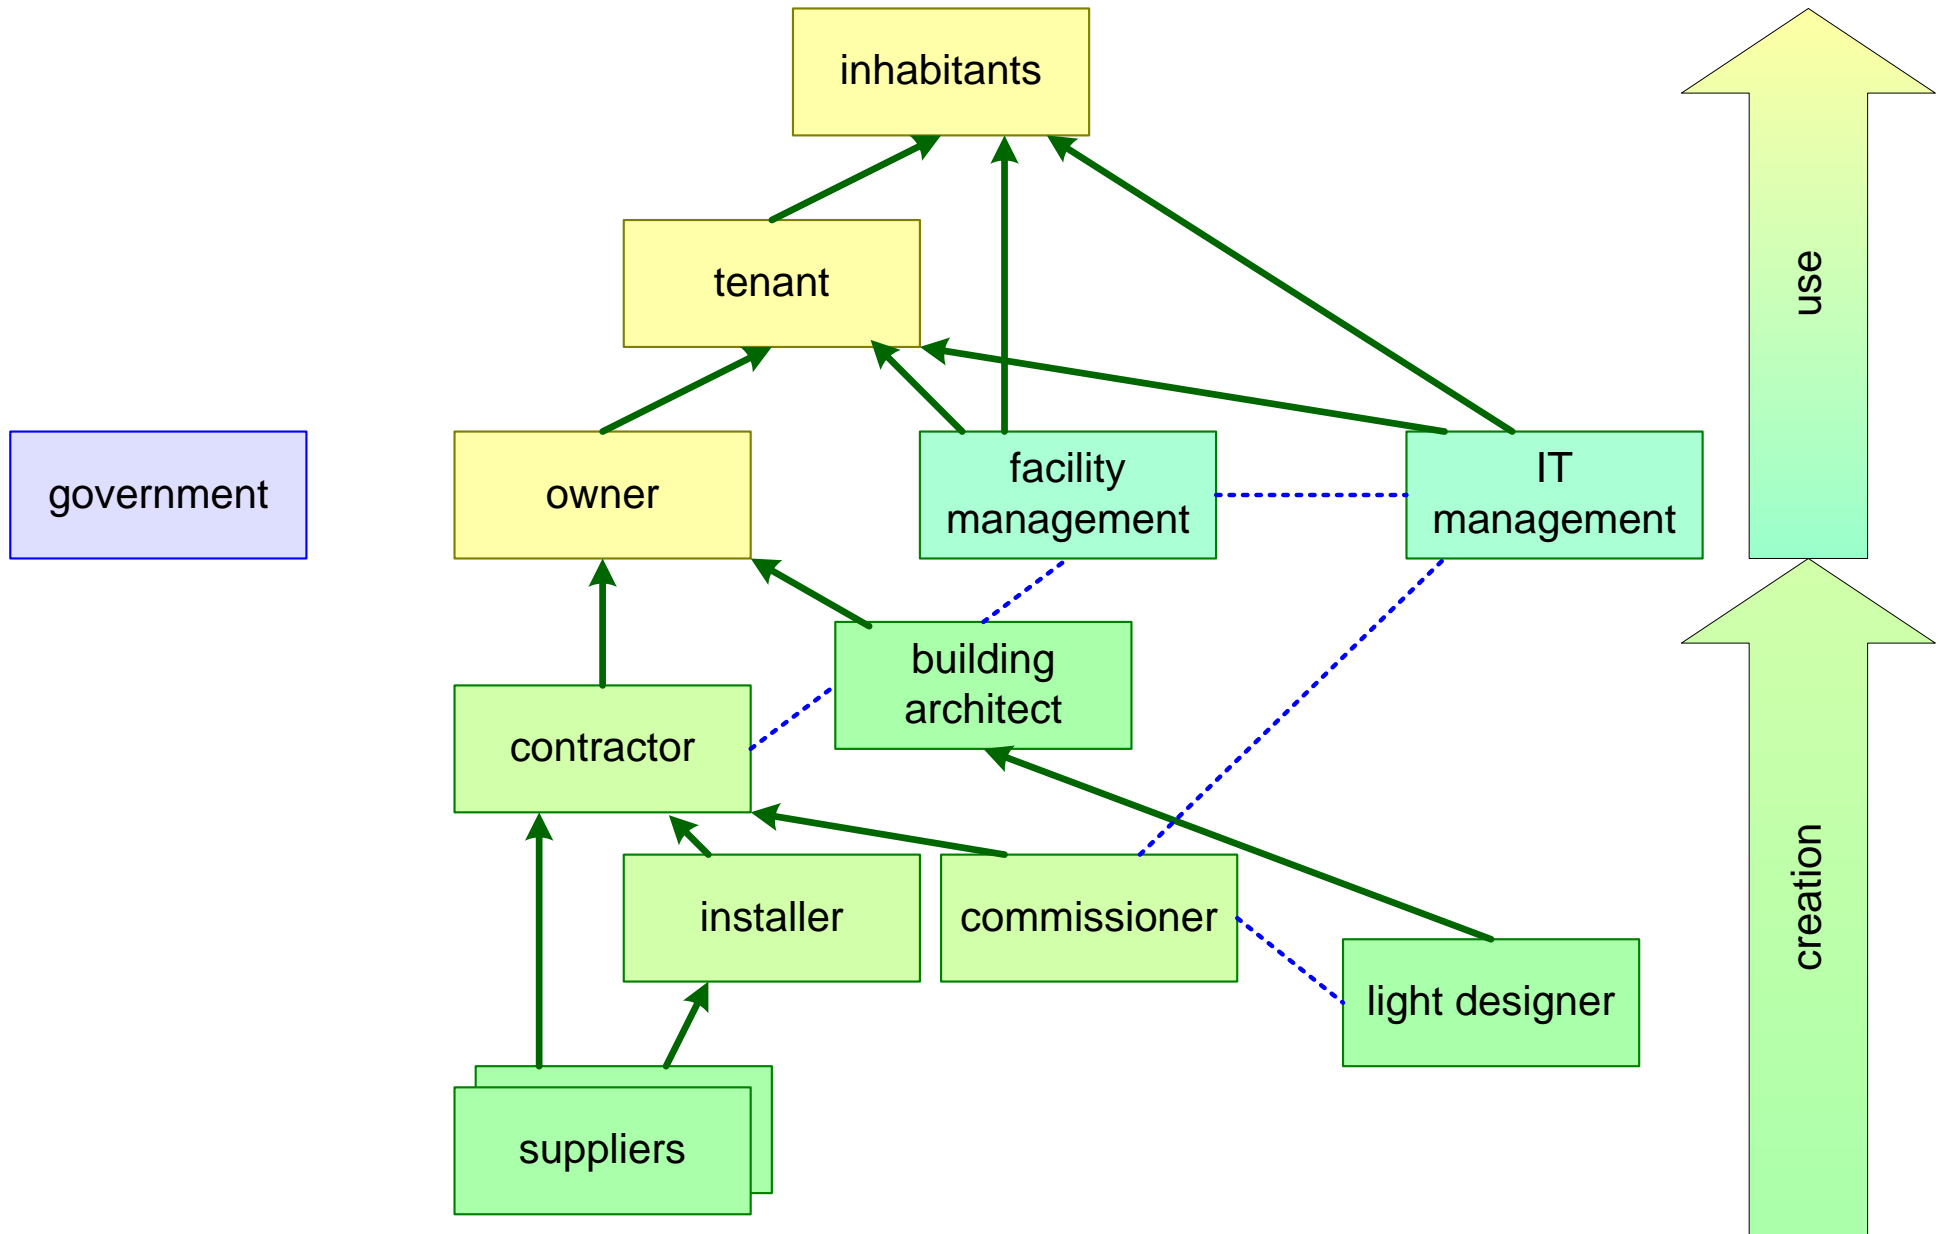 inhabitants
tenant
use
government
owner
facility
management
IT
management
building
architect
contractor
creation
installer
commissioner
light designer
suppliers